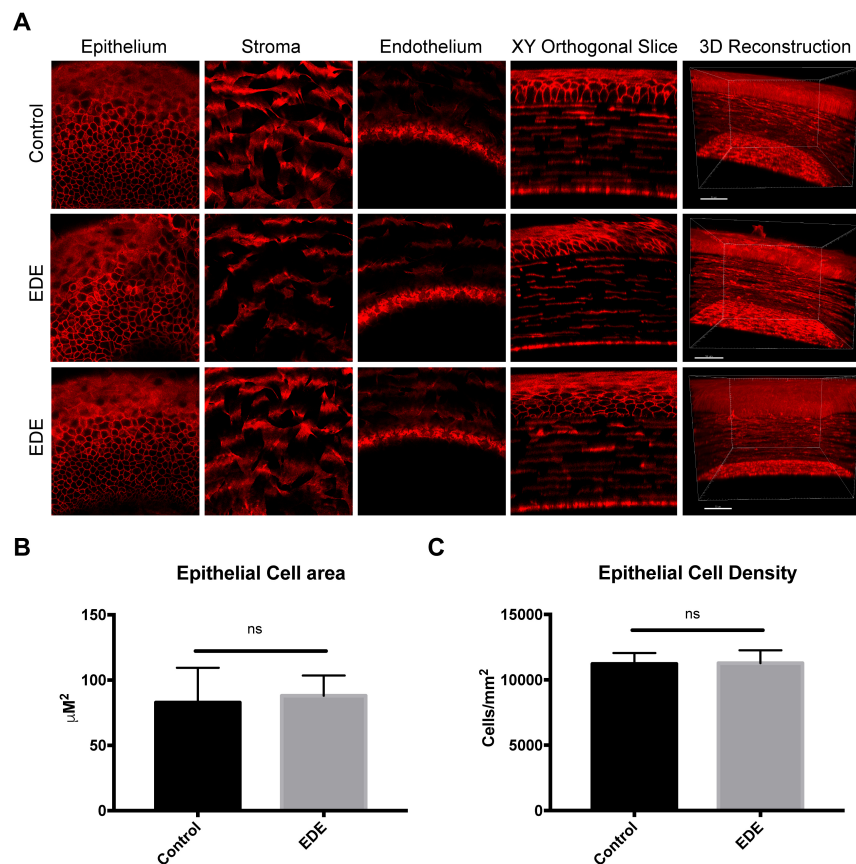 A
Epithelium Stroma Endothelium XY Orthogonal Slice 3D Reconstruction
Control
EDE
EDE
B
Epithelial Cell area
150
100
50
0
μM²
ns
Control
EDE
C
Epithelial Cell Density
15000
10000
5000
0
Cells/mm²
ns
Control
EDE